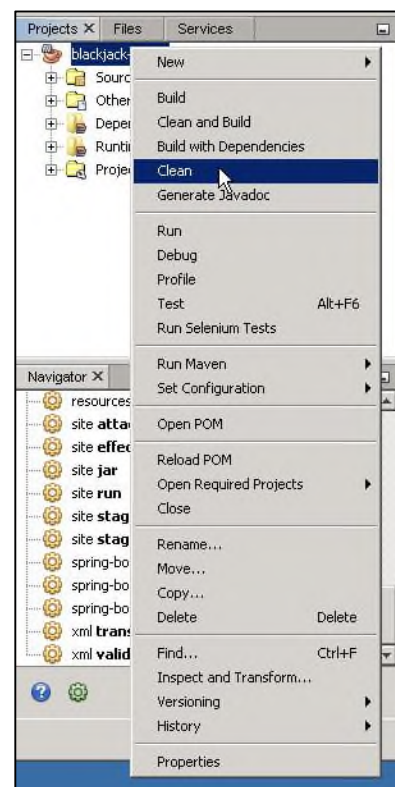 Projects Files Services
blackjack-
Sourc
Other
Depen
Runti
Projec
New
Build
Clean and Build
Build with Dependencies
Clean
Generate Javadoc
Run
Debug
Profile
Test Alt+F6
Run Selenium Tests
Run Maven
Set Configuration
Open POM
Reload POM
Open Required Projects
Close
Rename...
Move...
Copy...
Delete Delete
Find... Ctrl+F
Inspect and Transform...
Versioning
History
Properties
Navigator
resources
site attac
site effec
site jar
site run
site stag
site stag
spring-bo
spring-bo
spring-bo
xml trans
xml valid